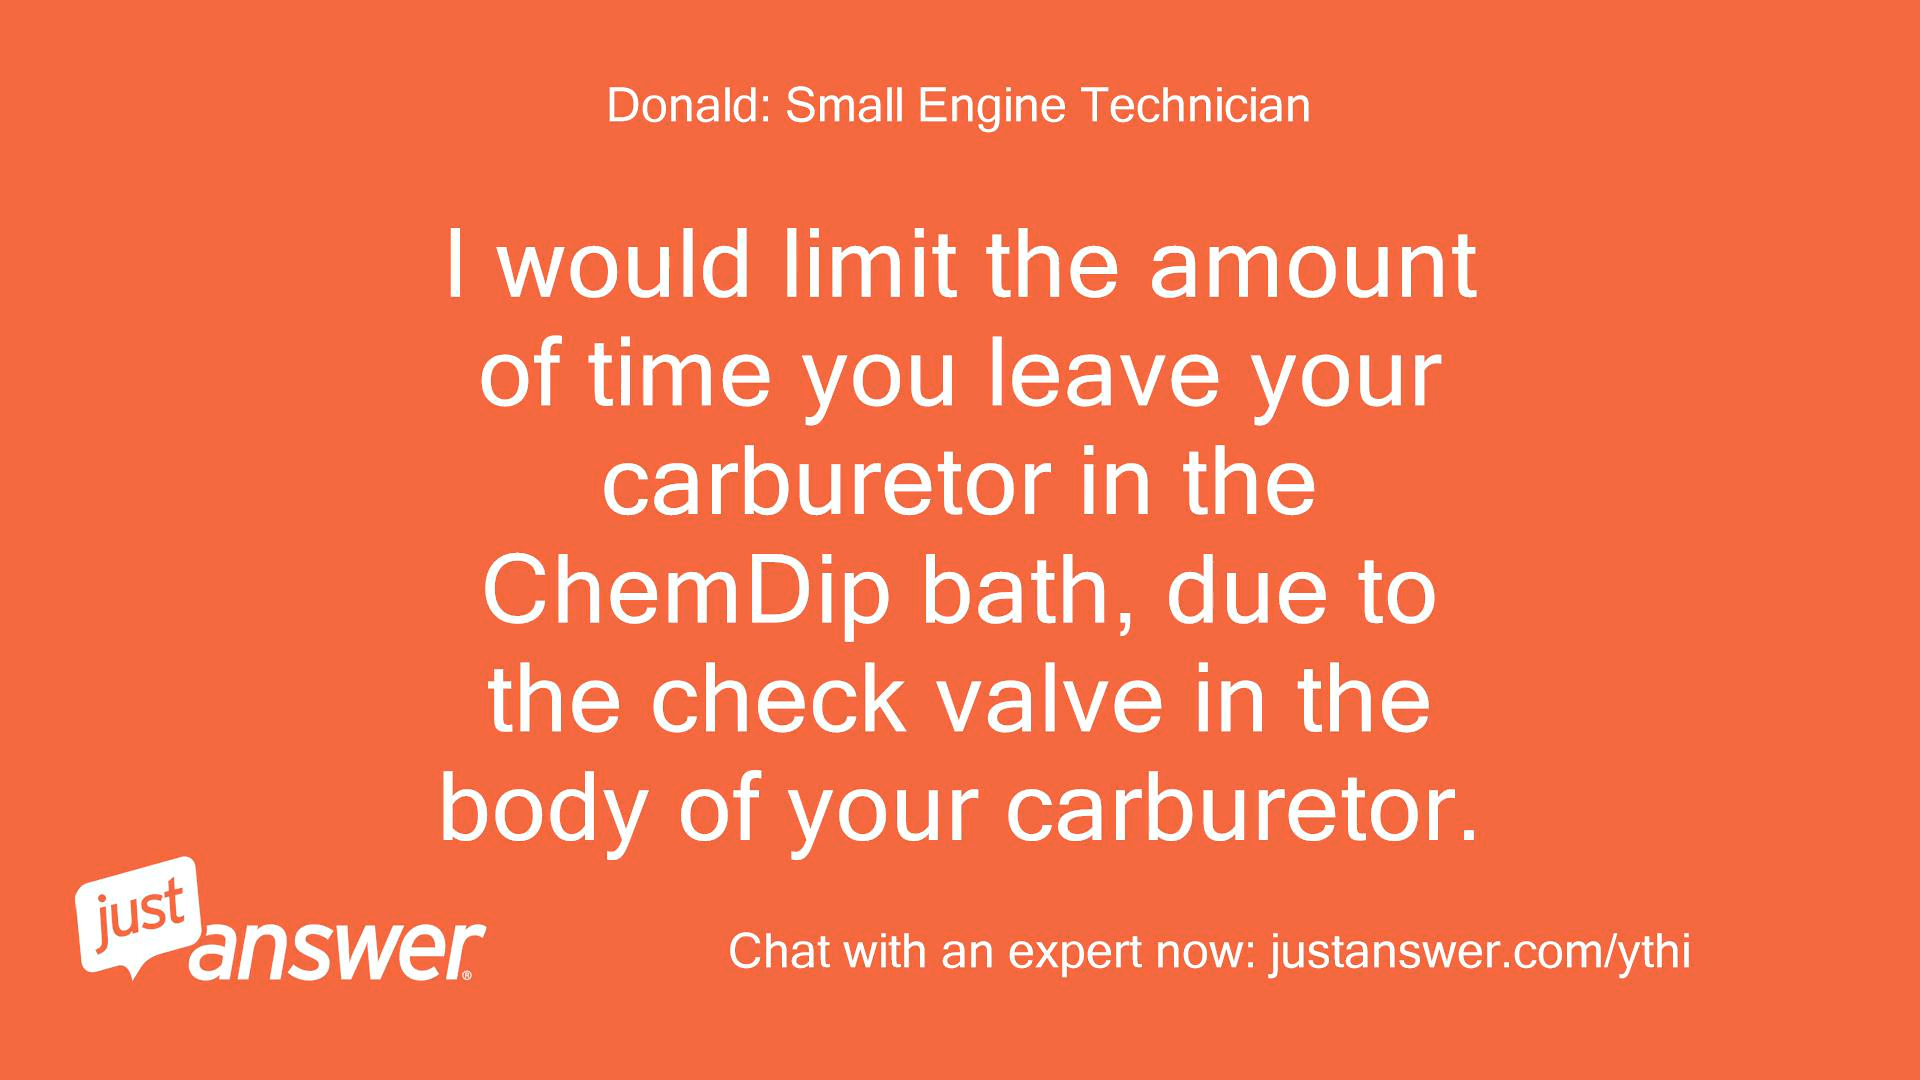 Donald: Small Engine Technician
I would limit the amount
of time you leave your
carburetor in the
ChemDip bath, due to
the check valve in the
body of your carburetor.
just
answer®
Chat with an expert now: justanswer.com/ythi